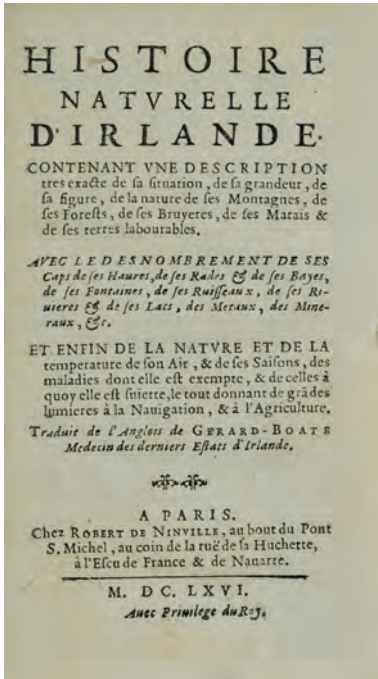 HISTOIRE
NATVRELLE
D'IRLANDE.
CONTENANT VNE DESCRIPTION
tres exacte de sa situation, de sa grandeur, de
sa figure, de la nature de ses Montagnes, de
ses Forests, de ses Bruyeres, de ses Marais &
de ses terres labourables.
AVEC LE DESNOMBREMENT DE SES
Caps de ses Haures, de ses Rades & de ses Bayes,
de ses Fontaines, de ses Ruisseaux, de ses Ri-
uieres & de ses Lacs, des Metaux, des Mine-
raux, &c.
ET ENFIN DE LA NATVRE ET DE LA
temperature de son Air, & de ses Saisons, des
maladies dont elle est exempte, & de celles à
quoy elle est suiette, le tout donnant de grãdes
lumieres à la Nauigation, & à l'Agriculture.
Traduit de l'Anglois de GERARD-BOATE
Medecin des derniers Estats d'Irlande.
A PARIS.
Chez ROBERT DE NINVILLE, au bout du Pont
S. Michel, au coin de la ruë de la Huchette,
à l'Escu de France & de Nauarre.
M. DC. LXVI.
Auec Priuilege du Roy.